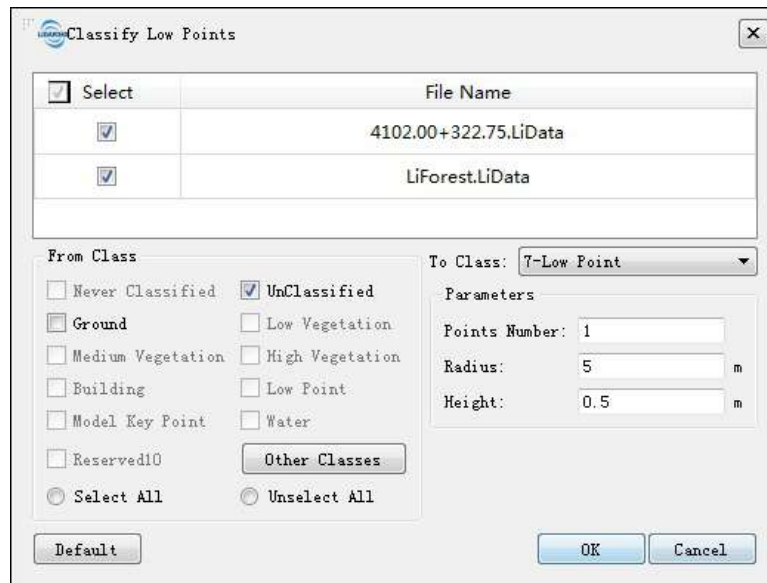 Classify Low Points
Select File Name
4102.00+322.75.LiData
LiForest.LiData
From Class
To Class: 7-Low Point
Never Classified UnClassified
Parameters
Ground Low Vegetation
Points Number: 1
Medium Vegetation High Vegetation
Radius: 5 m
Building Low Point
Height: 0.5 m
Model Key Point Water
Reserved10 Other Classes
Select All Unselect All
Default OK Cancel